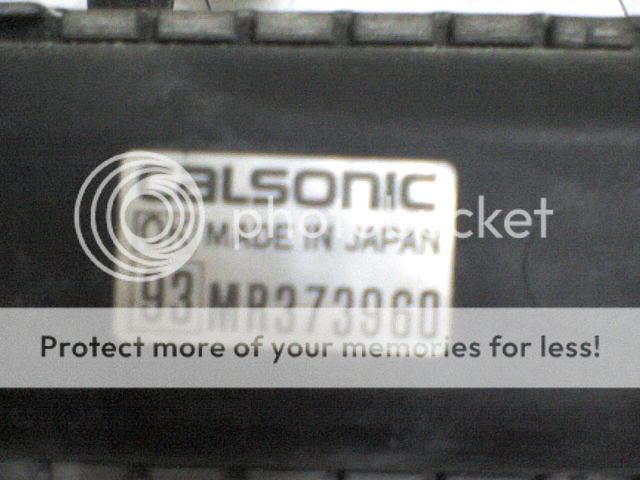 Calsonic
MADE IN JAPAN
93 MR373960
photobucket
Protect more of your memories for less!